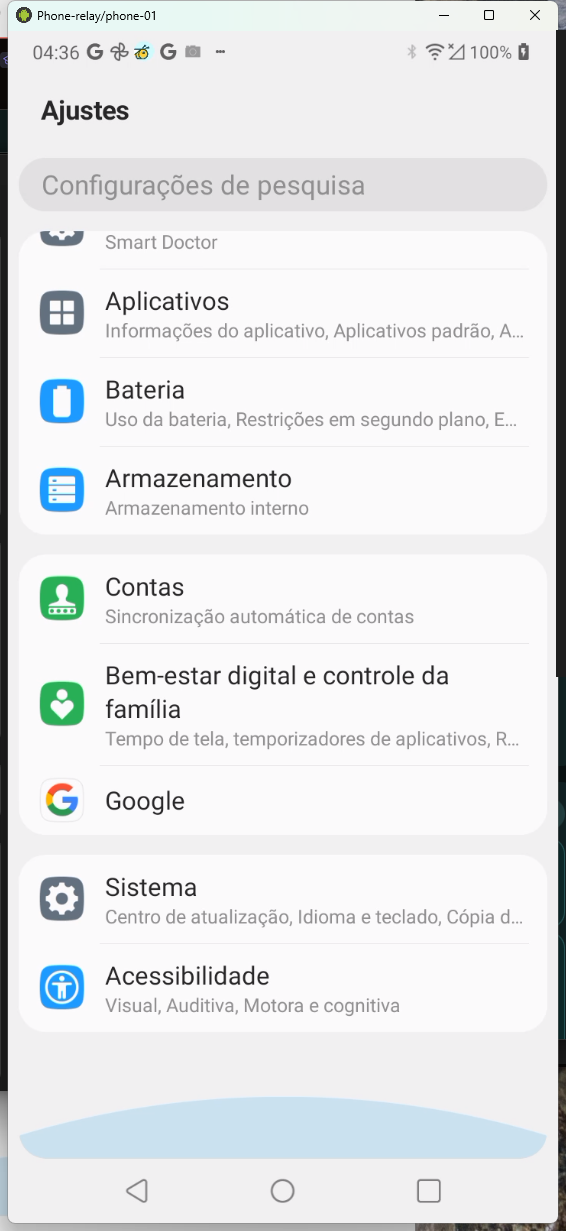 Phone-relay/phone-01
04:36
100%
Ajustes
Configurações de pesquisa
Smart Doctor
Aplicativos
Informações do aplicativo, Aplicativos padrão, A...
Bateria
Uso da bateria, Restrições em segundo plano, E...
Armazenamento
Armazenamento interno
Contas
Sincronização automática de contas
Bem-estar digital e controle da
família
Tempo de tela, temporizadores de aplicativos, R...
Google
Sistema
Centro de atualização, Idioma e teclado, Cópia d...
Acessibilidade
Visual, Auditiva, Motora e cognitiva